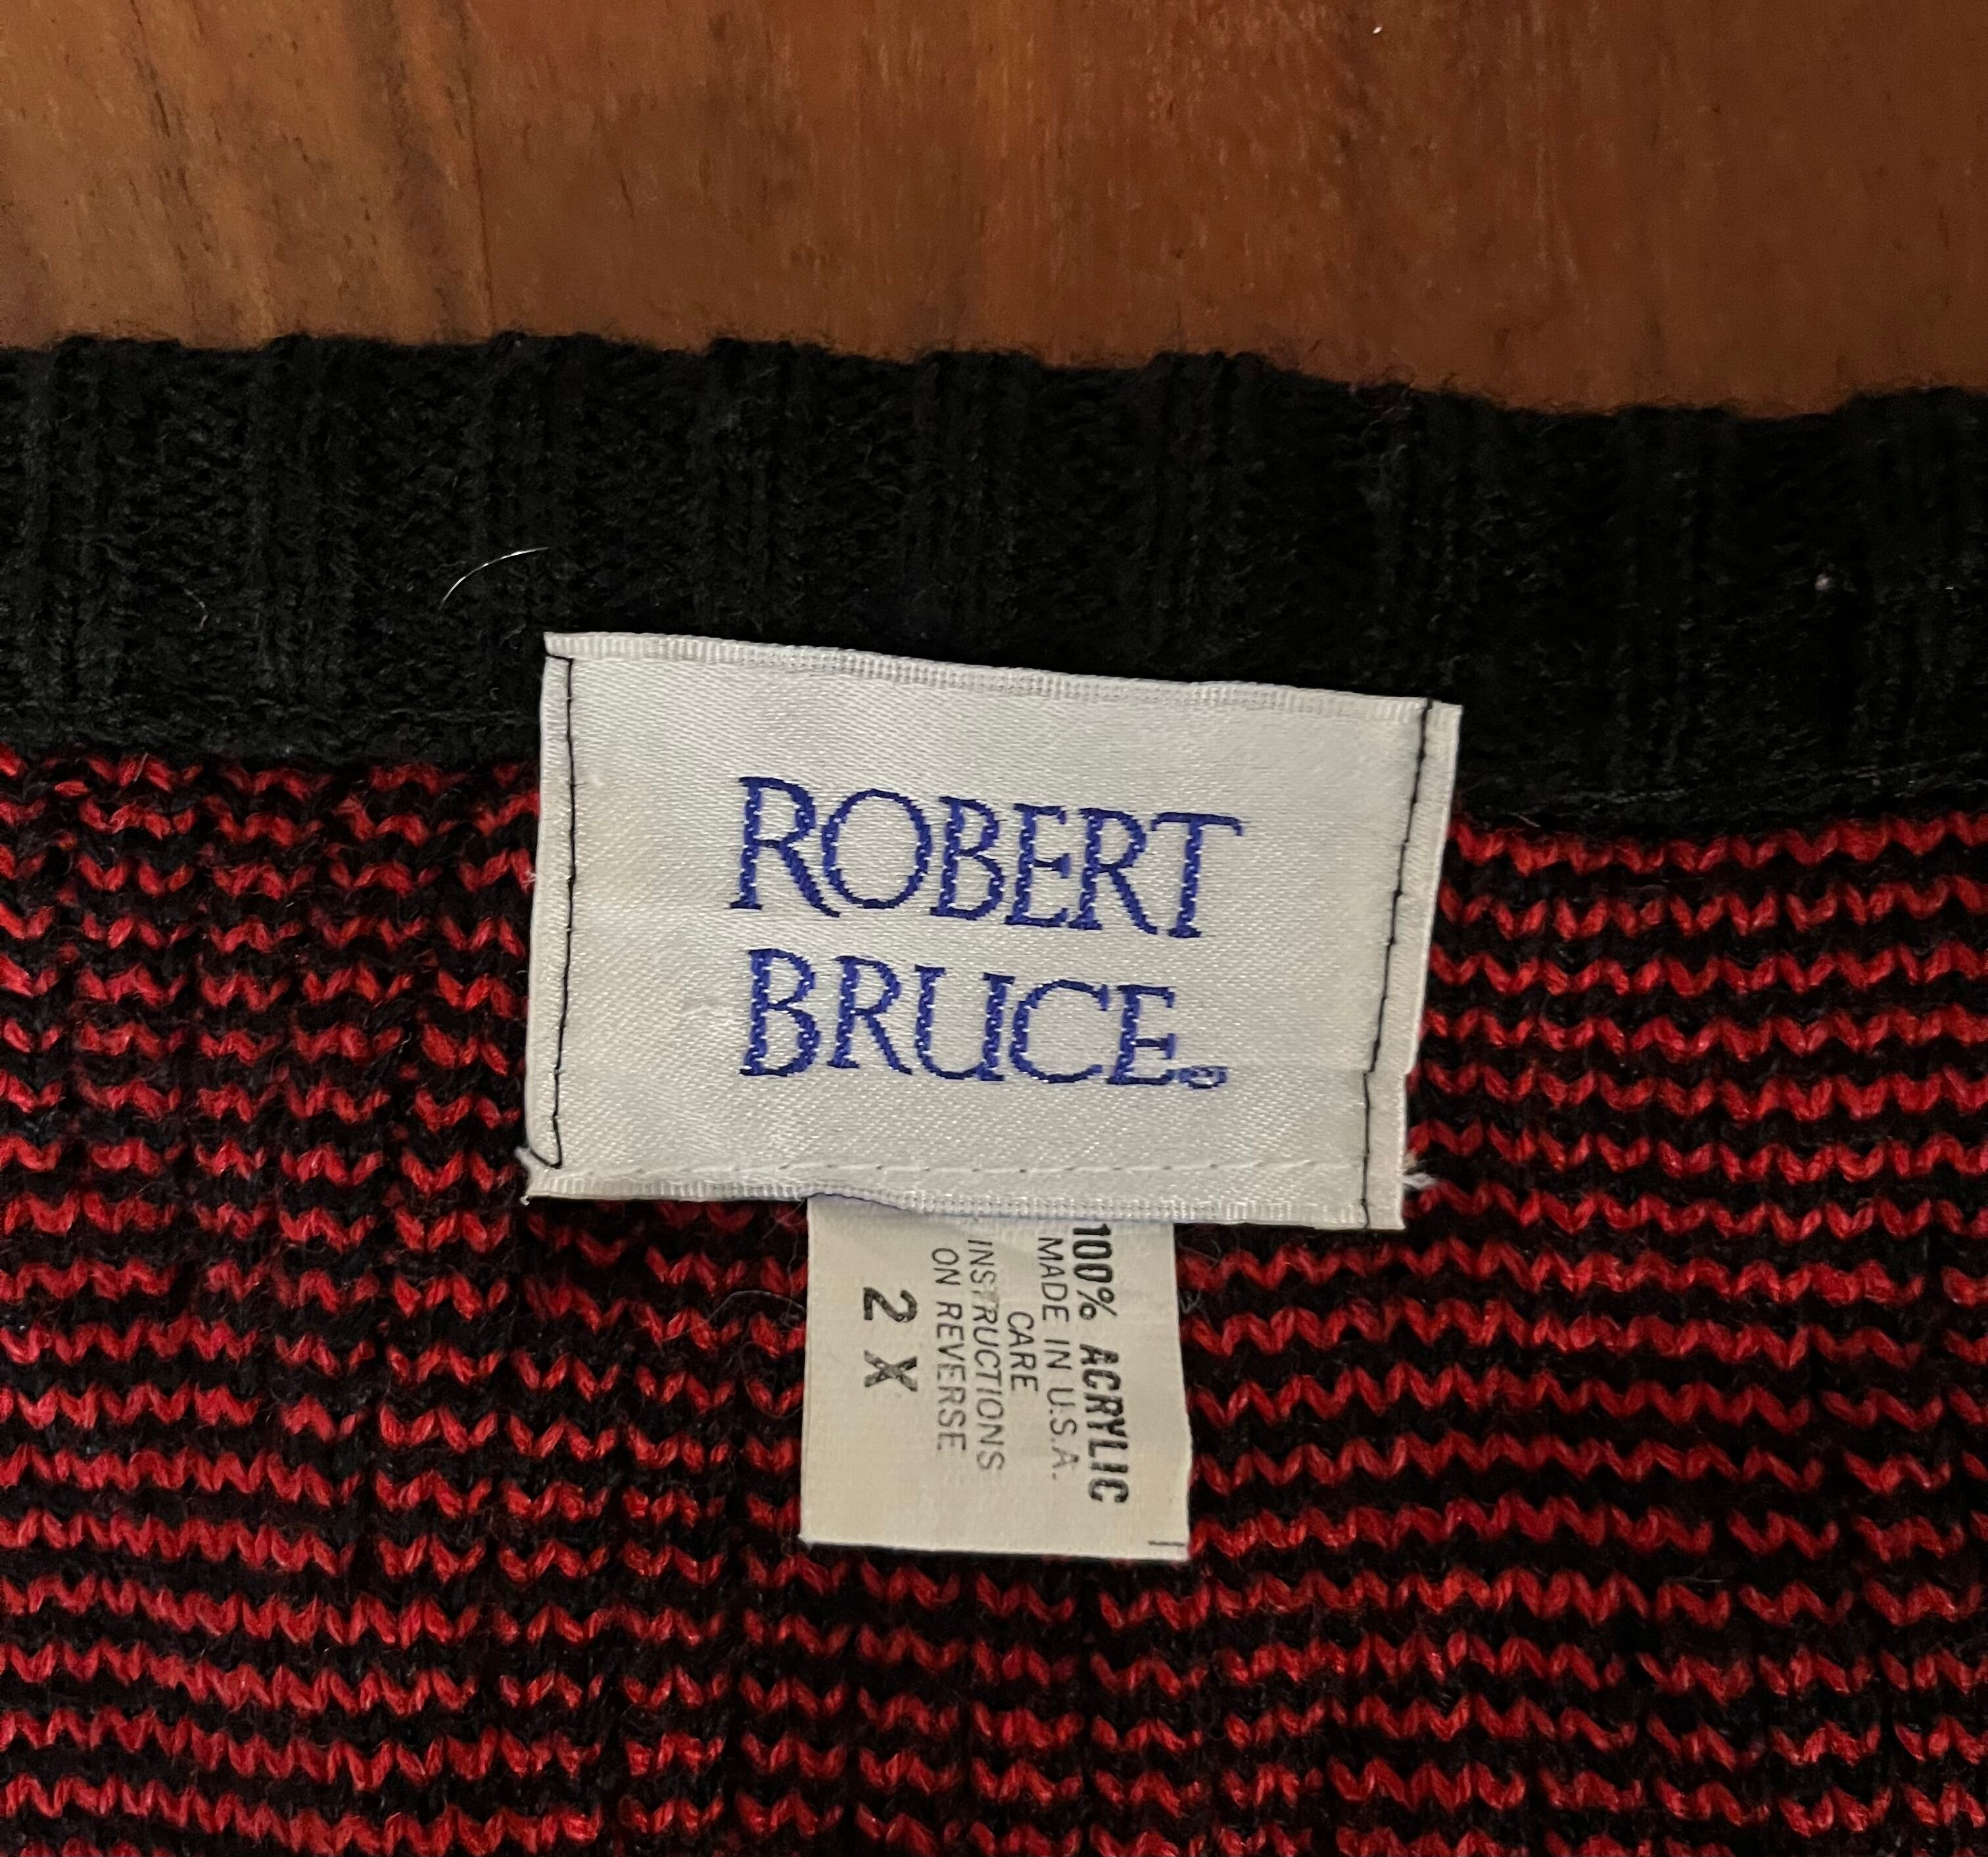 ROBERT
BRUCE®
100% ACRYLIC
MADE IN U.S.A.
CARE
INSTRUCTIONS
ON REVERSE
2 X